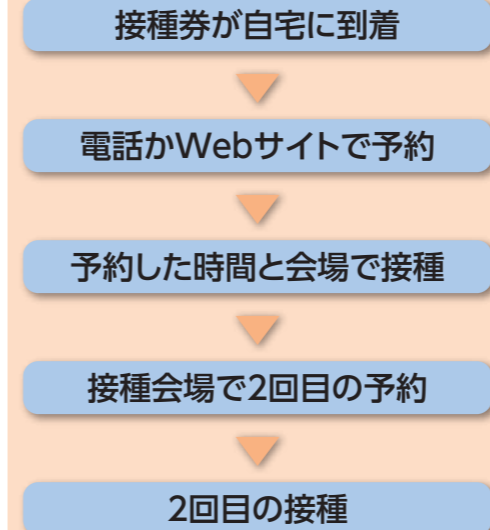 接種券が自宅に到着
電話かWebサイトで予約
予約した時間と会場で接種
接種会場で2回目の予約
2回目の接種